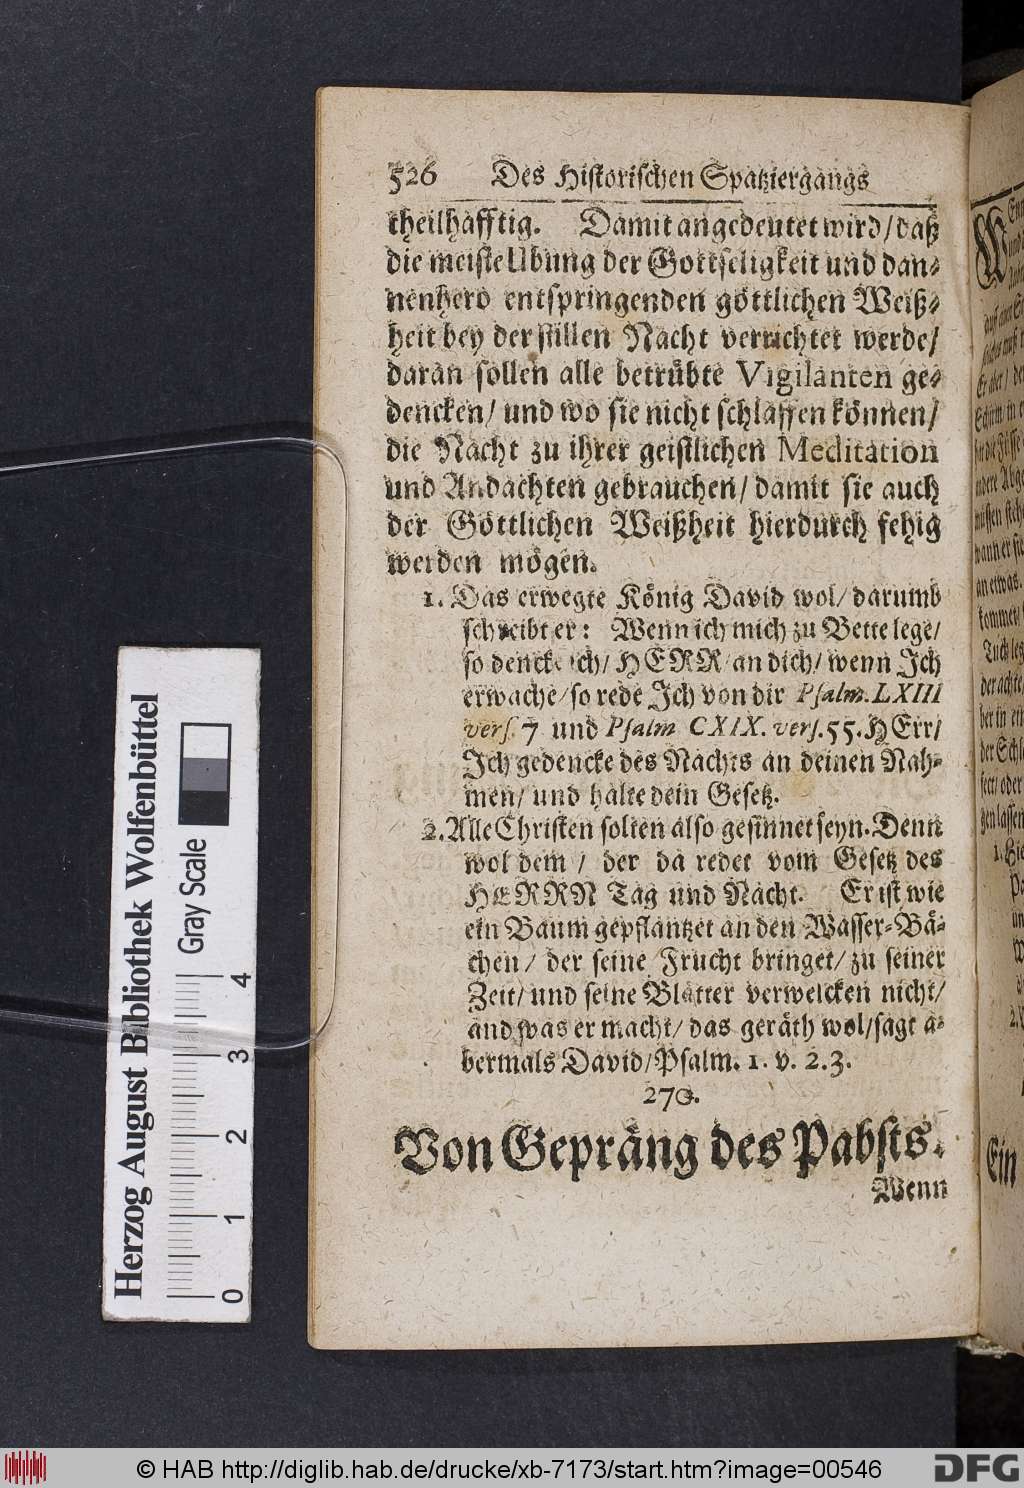 526 Des Historischen Spatziergangs
theilhafftig. Damit angedeutet wird/daß
die meiste Ubung der Gottseligkeit und dan-
nenhero entspringenden göttlichen Weiß-
heit bey der stillen Nacht verrichtet werde/
daran sollen alle betrübte Vigilanten ge-
dencken/ und wo sie nicht schlaffen können/
die Nacht zu ihrer geistlichen Meditation
und Andachten gebrauchen/ damit sie auch
der Göttlichen Weißheit hierdurch fehig
werden mögen.
1. Das erwegte König David wol/ darumb
schreibt er: Wenn ich mich zu Bette lege/
so dencke ich/ HERR/ an dich/ wenn Ich
erwache/ so rede Ich von dir Psalm. LXIII
vers. 7 und Psalm CXIX. vers. 55. HErr/
Ich gedencke des Nachts an deinen Nah-
men/ und halte dein Gesetz.
2. Alle Christen solten also gesinnet seyn. Denn
wol dem / der da redet vom Gesetz des
HERRN Tag und Nacht. Er ist wie
ein Baum gepflantzet an den Wasser-Bä-
chen/ der seine Frucht bringet/ zu seiner
Zeit/ und seine Blätter verwelcken nicht/
und was er macht/ das geräth wol/sagt a-
bermals David/Psalm. 1. v. 2.3.
270.
Von Gepräng des Pabsts.
Wenn
Herzog August Bibliothek Wolfenbüttel
Gray Scale
0 1 2 3 4
© HAB http://diglib.hab.de/drucke/xb-7173/start.htm?image=00546
DFG